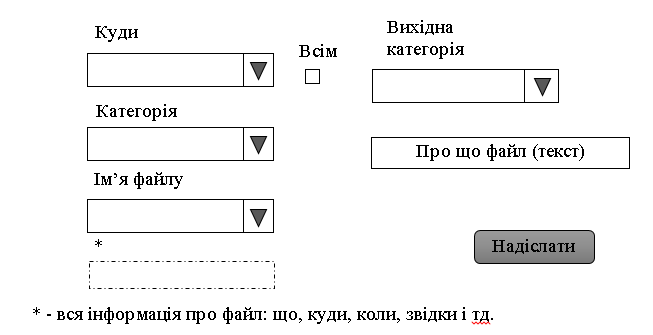 Куди
Всім
Вихідна
категорія
Категорія
Про що файл (текст)
Ім’я файлу
*
Надіслати
* - вся інформація про файл: що, куди, коли, звідки і тд.